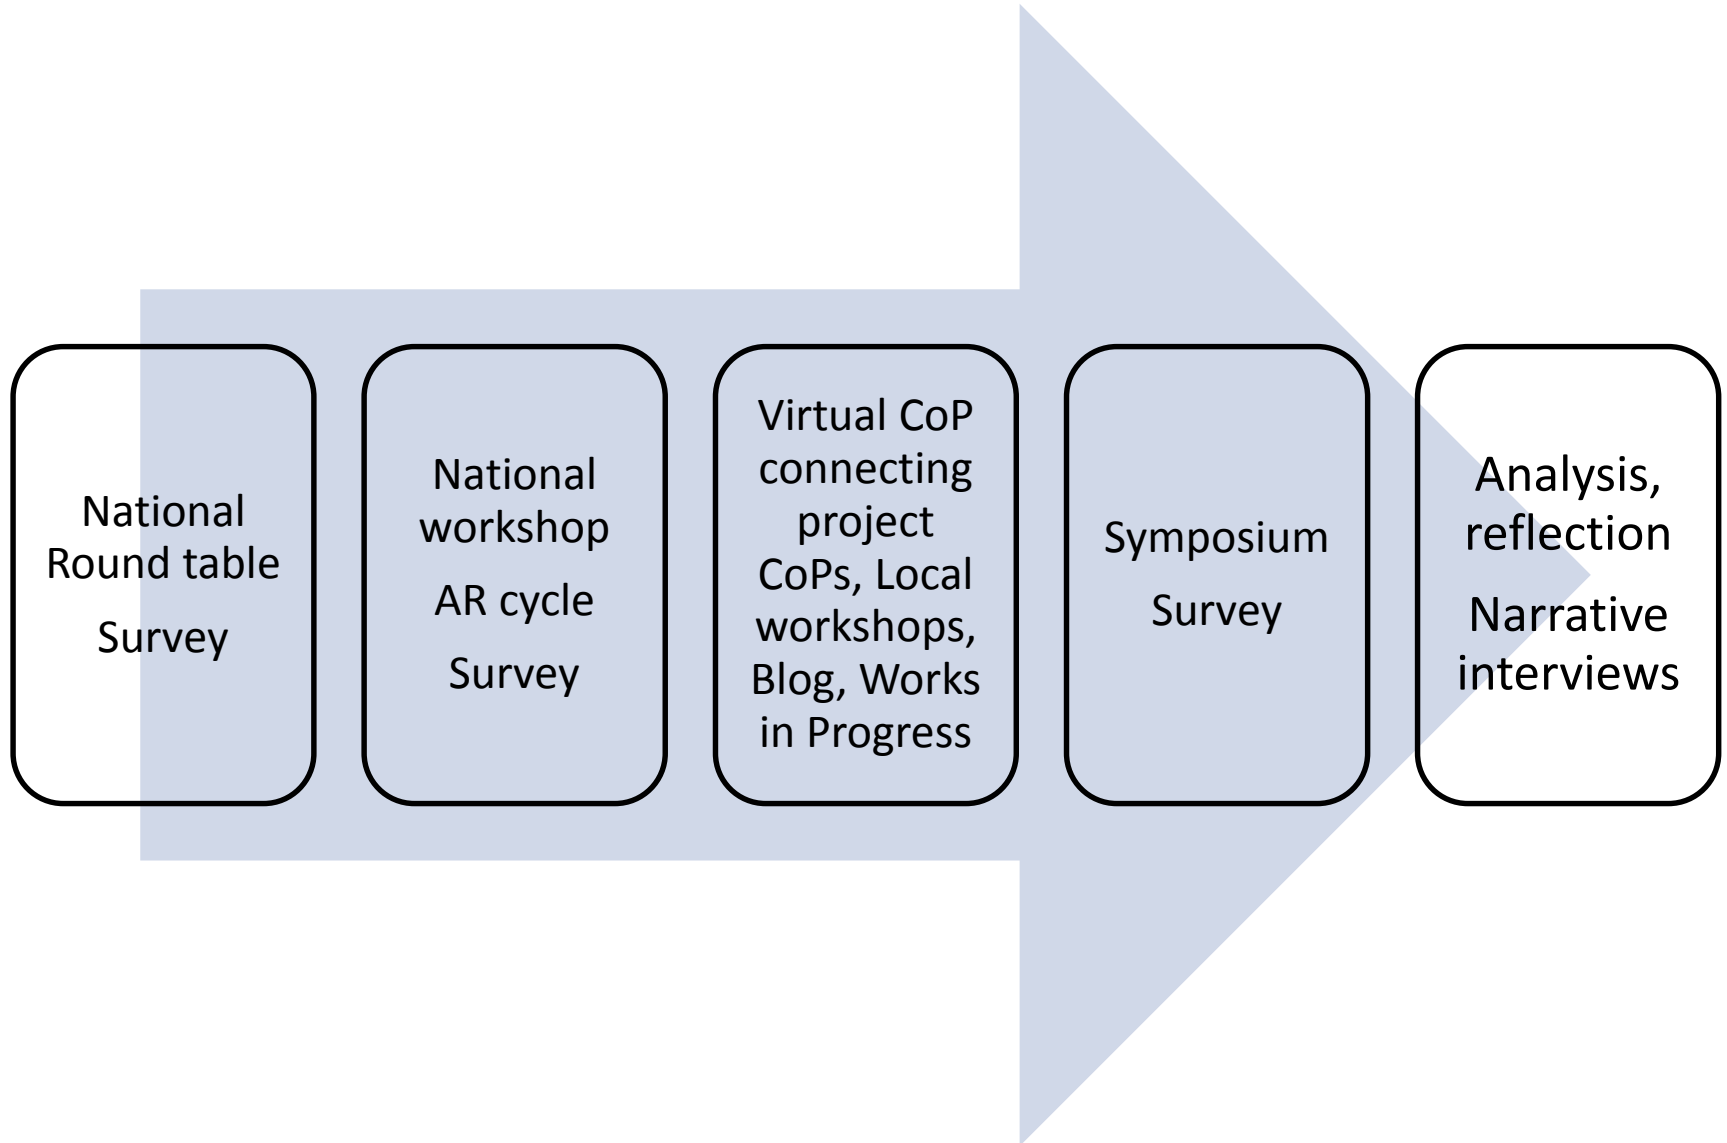 National
Round table
Survey
National
workshop
AR cycle
Survey
Virtual CoP
connecting
project
CoPs, Local
workshops,
Blog, Works
in Progress
Symposium
Survey
Analysis,
reflection
Narrative
interviews